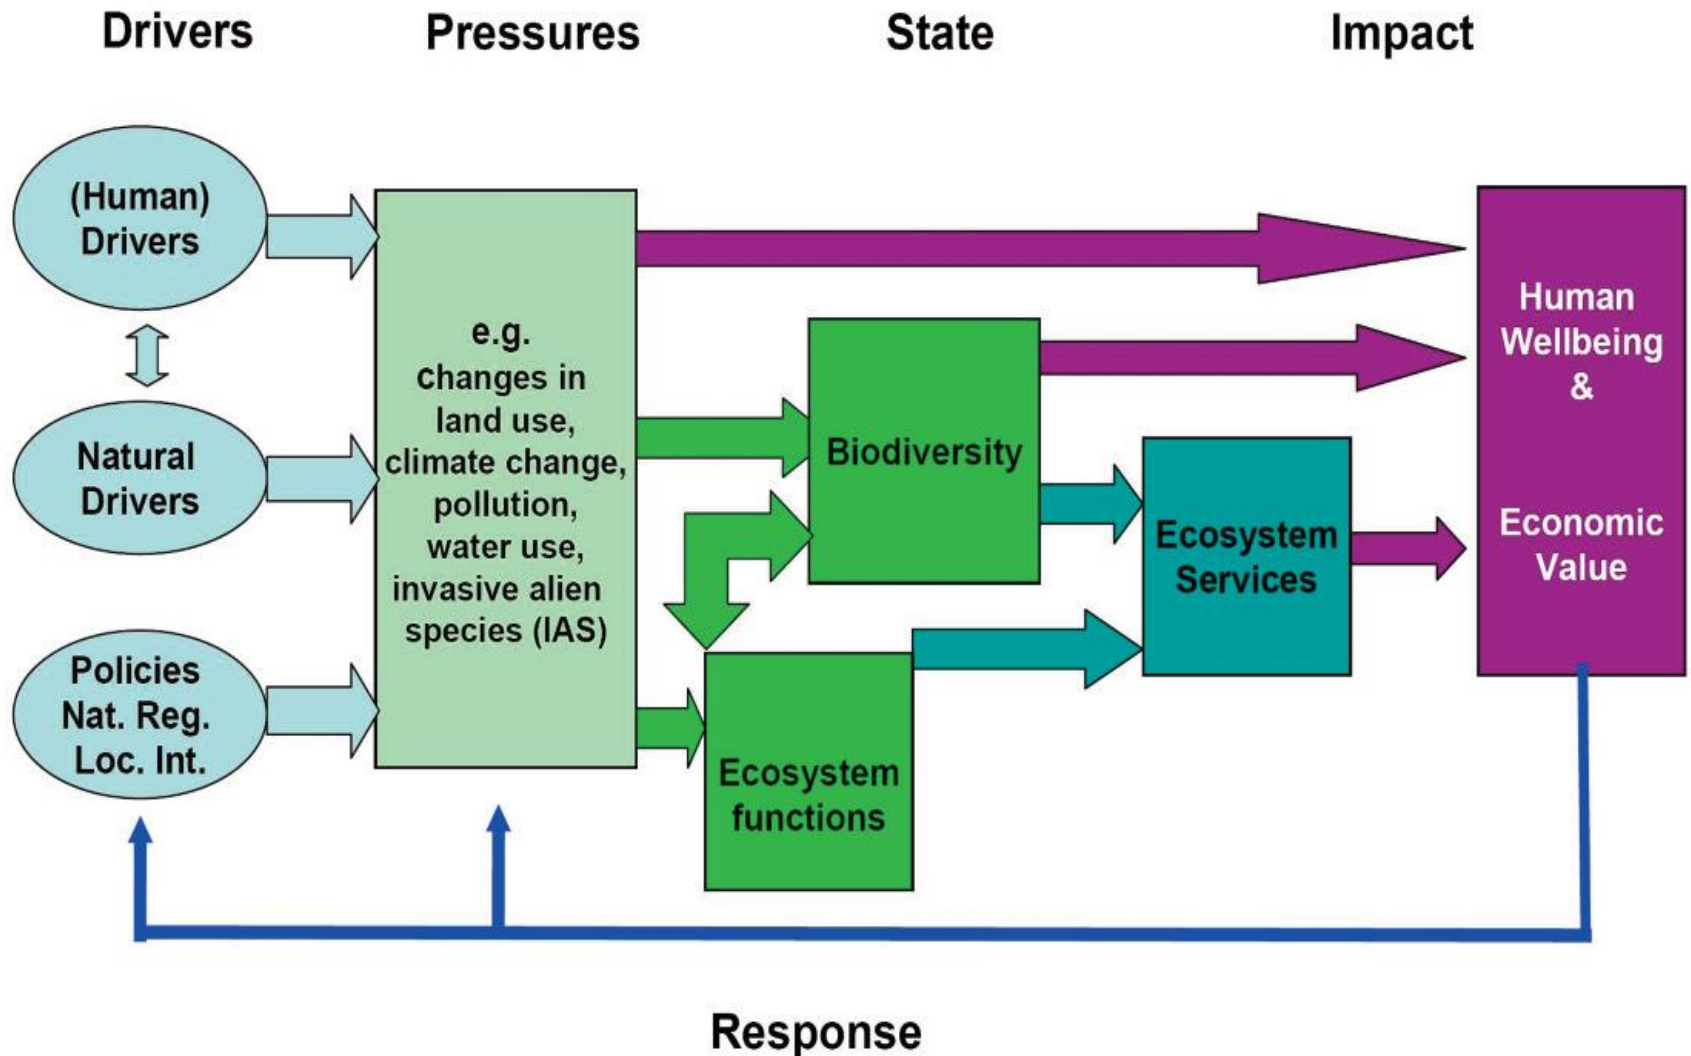 Drivers
Pressures
State
Impact
(Human)
Drivers
Natural
Drivers
Policies
Nat. Reg.
Loc. Int.
e.g.
changes in
land use,
climate change,
pollution,
water use,
invasive alien
species (IAS)
Biodiversity
Ecosystem
functions
Ecosystem
Services
Human
Wellbeing
&
Economic
Value
Response